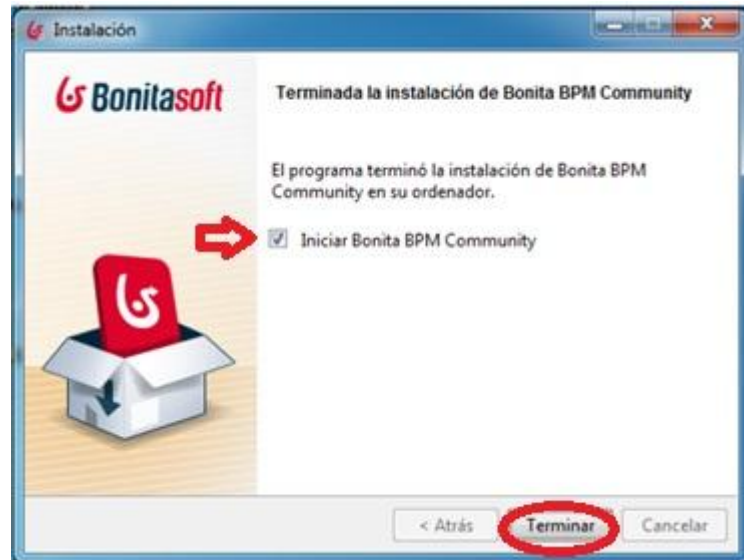 Instalación
Bonitasoft
Terminada la instalación de Bonita BPM Community
El programa terminó la instalación de Bonita BPM
Community en su ordenador.
Iniciar Bonita BPM Community
< Atrás
Terminar
Cancelar